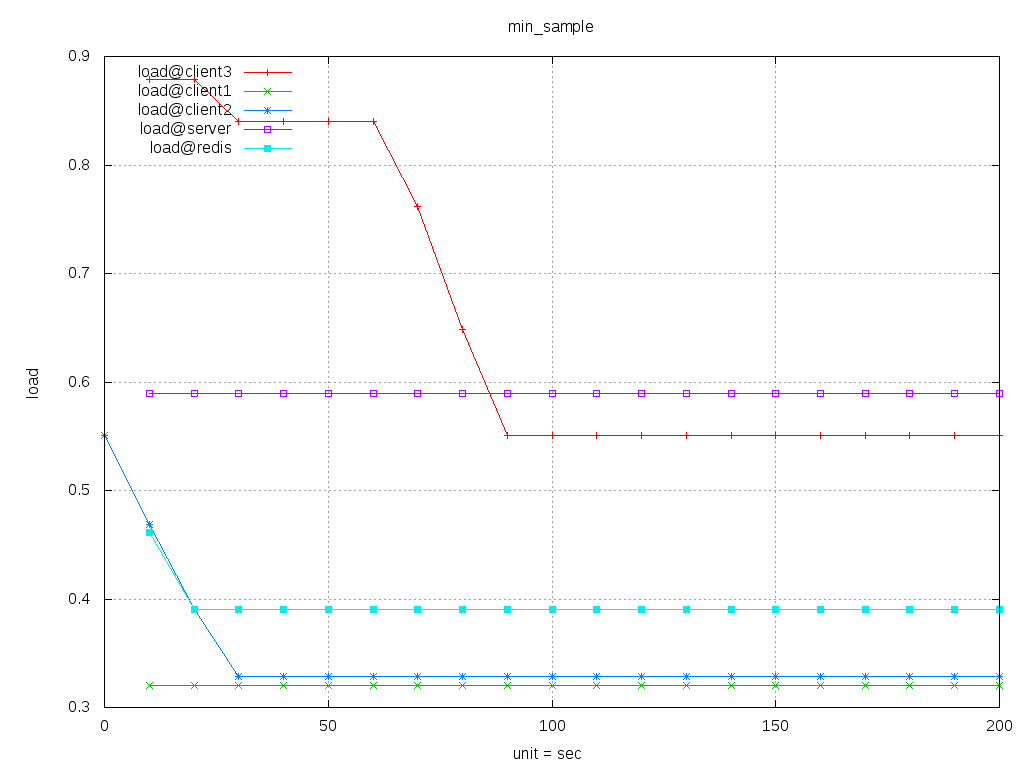 min_sample
0.9
load@client3
load@client1
load@client2
load@server
load@redis
0.8
0.7
0.6
load
0.5
0.4
0.3
0 50 100 150 200
unit = sec